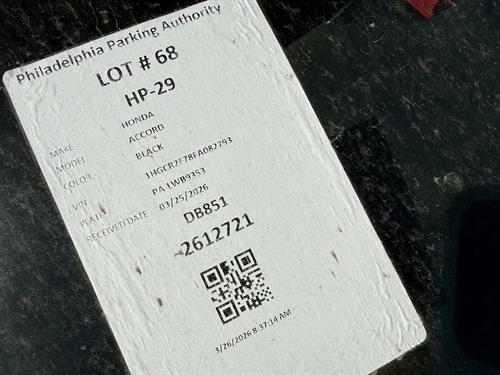 Philadelphia Parking Authority
LOT # 68
HP-29
MAKE HONDA
MODEL ACCORD
COLOR BLACK
VIN 1HGCR2F78FA082793
PLATE PA-LWB9353
RECEIVED DATE 03/25/2026
DB851
2612721
3/26/2026 8:37:14 AM